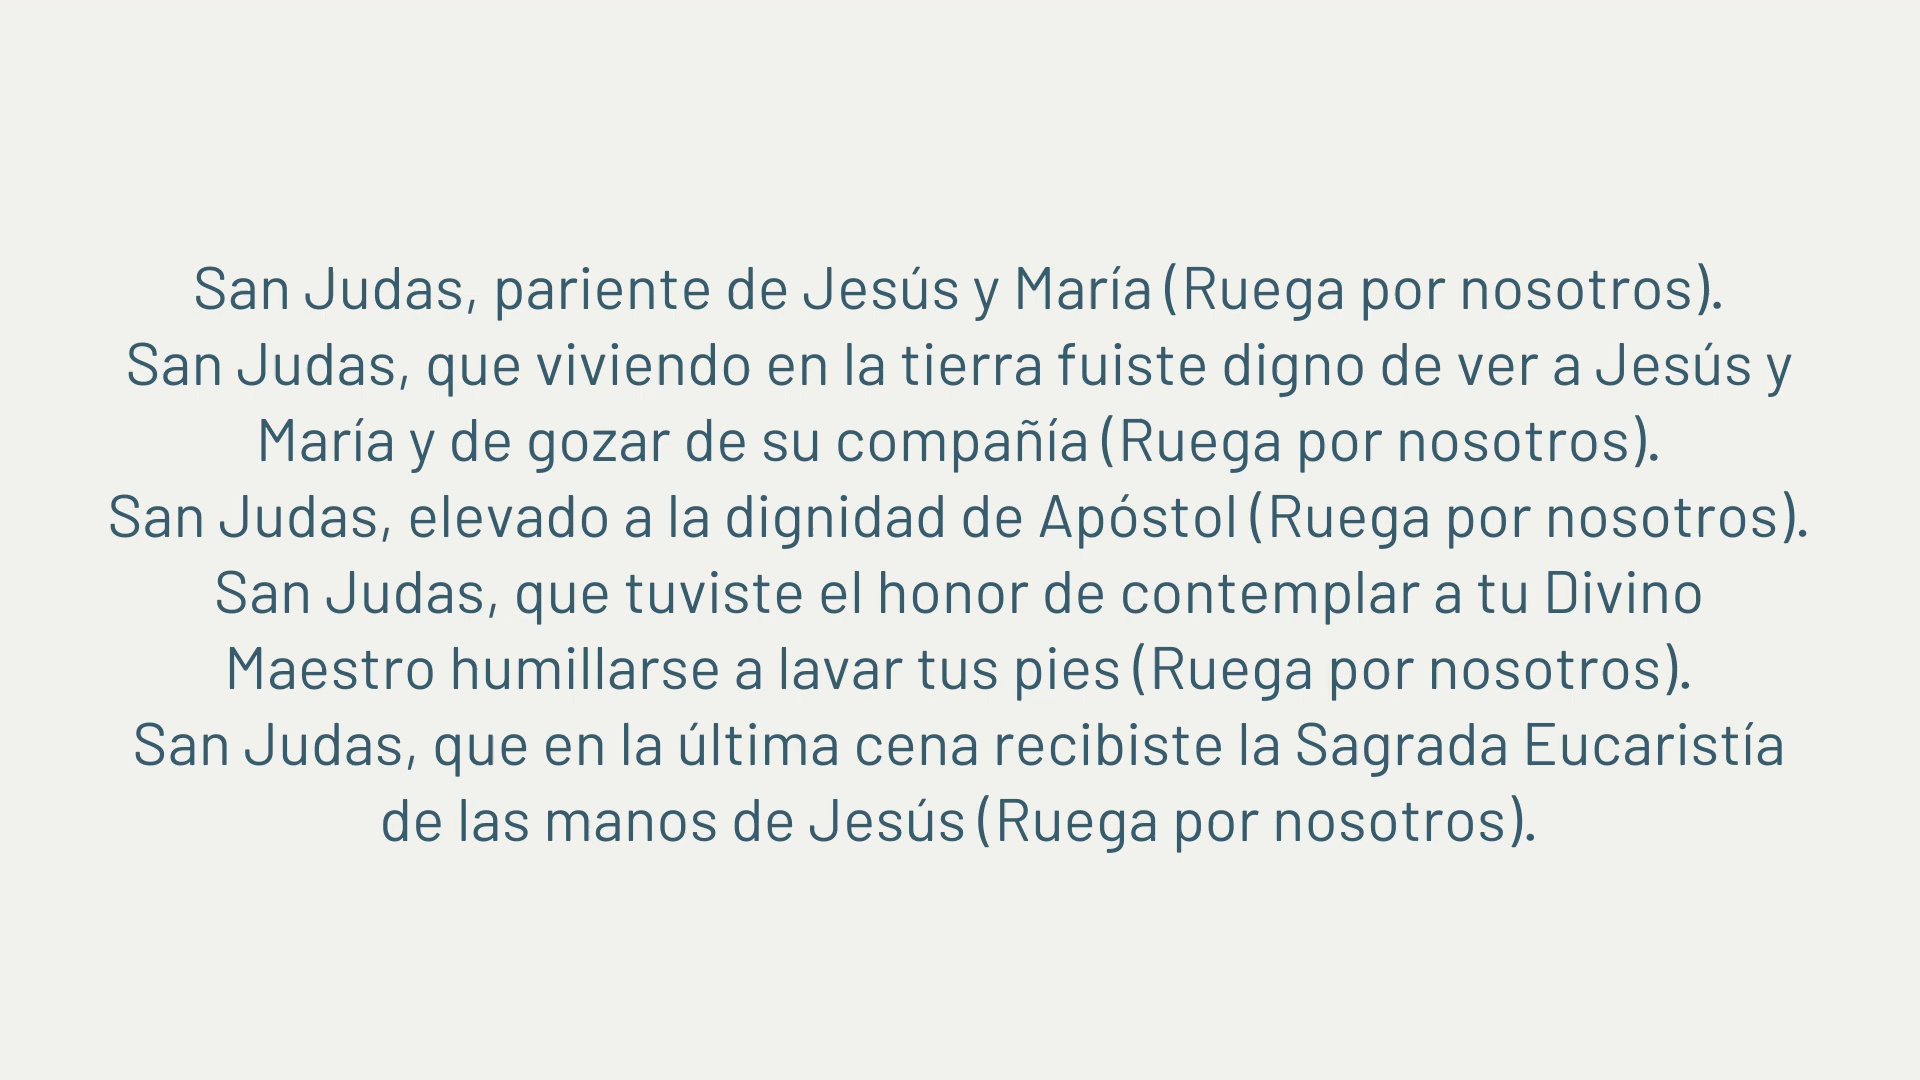 San Judas, pariente de Jesús y María (Ruega por nosotros).
San Judas, que viviendo en la tierra fuiste digno de ver a Jesús y
María y de gozar de su compañía (Ruega por nosotros).
San Judas, elevado a la dignidad de Apóstol (Ruega por nosotros).
San Judas, que tuviste el honor de contemplar a tu Divino
Maestro humillarse a lavar tus pies (Ruega por nosotros).
San Judas, que en la última cena recibiste la Sagrada Eucaristía
de las manos de Jesús (Ruega por nosotros).